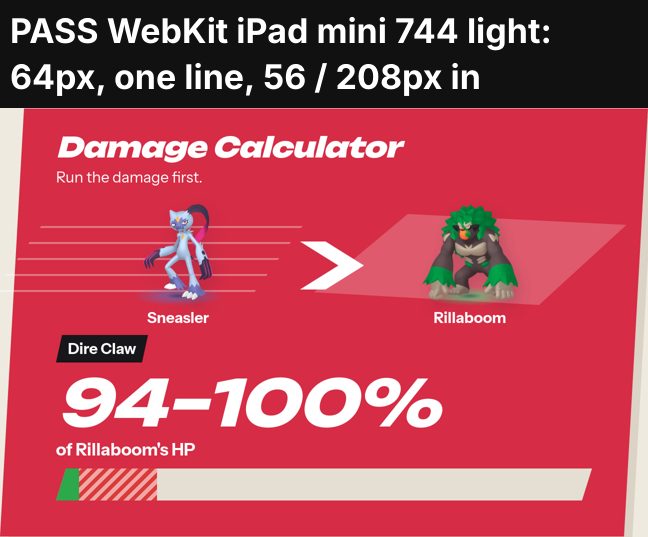 PASS WebKit iPad mini 744 light:
64px, one line, 56 / 208px in
Damage Calculator
Run the damage first.
Sneasler
Rillaboom
Dire Claw
94–100%
of Rillaboom's HP